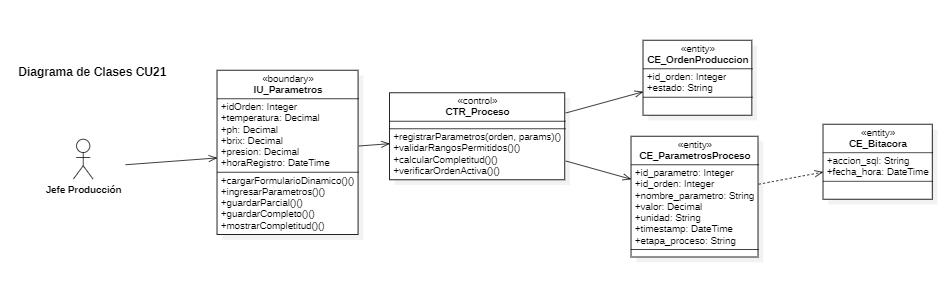 Diagrama de Clases CU21
Jefe Producción
«boundary»
IU_Parametros
+idOrden: Integer
+temperatura: Decimal
+ph: Decimal
+brix: Decimal
+presion: Decimal
+horaRegistro: DateTime
+cargarFormularioDinamico()()
+ingresarParametros()()
+guardarParcial()()
+guardarCompleto()()
+mostrarCompletitud()()
«control»
CTR_Proceso
+registrarParametros(orden, params)()
+validarRangosPermitidos()()
+calcularCompletitud()()
+verificarOrdenActiva()()
«entity»
CE_OrdenProduccion
+id_orden: Integer
+estado: String
«entity»
CE_ParametrosProceso
+id_parametro: Integer
+id_orden: Integer
+nombre_parametro: String
+valor: Decimal
+unidad: String
+timestamp: DateTime
+etapa_proceso: String
«entity»
CE_Bitacora
+accion_sql: String
+fecha_hora: DateTime